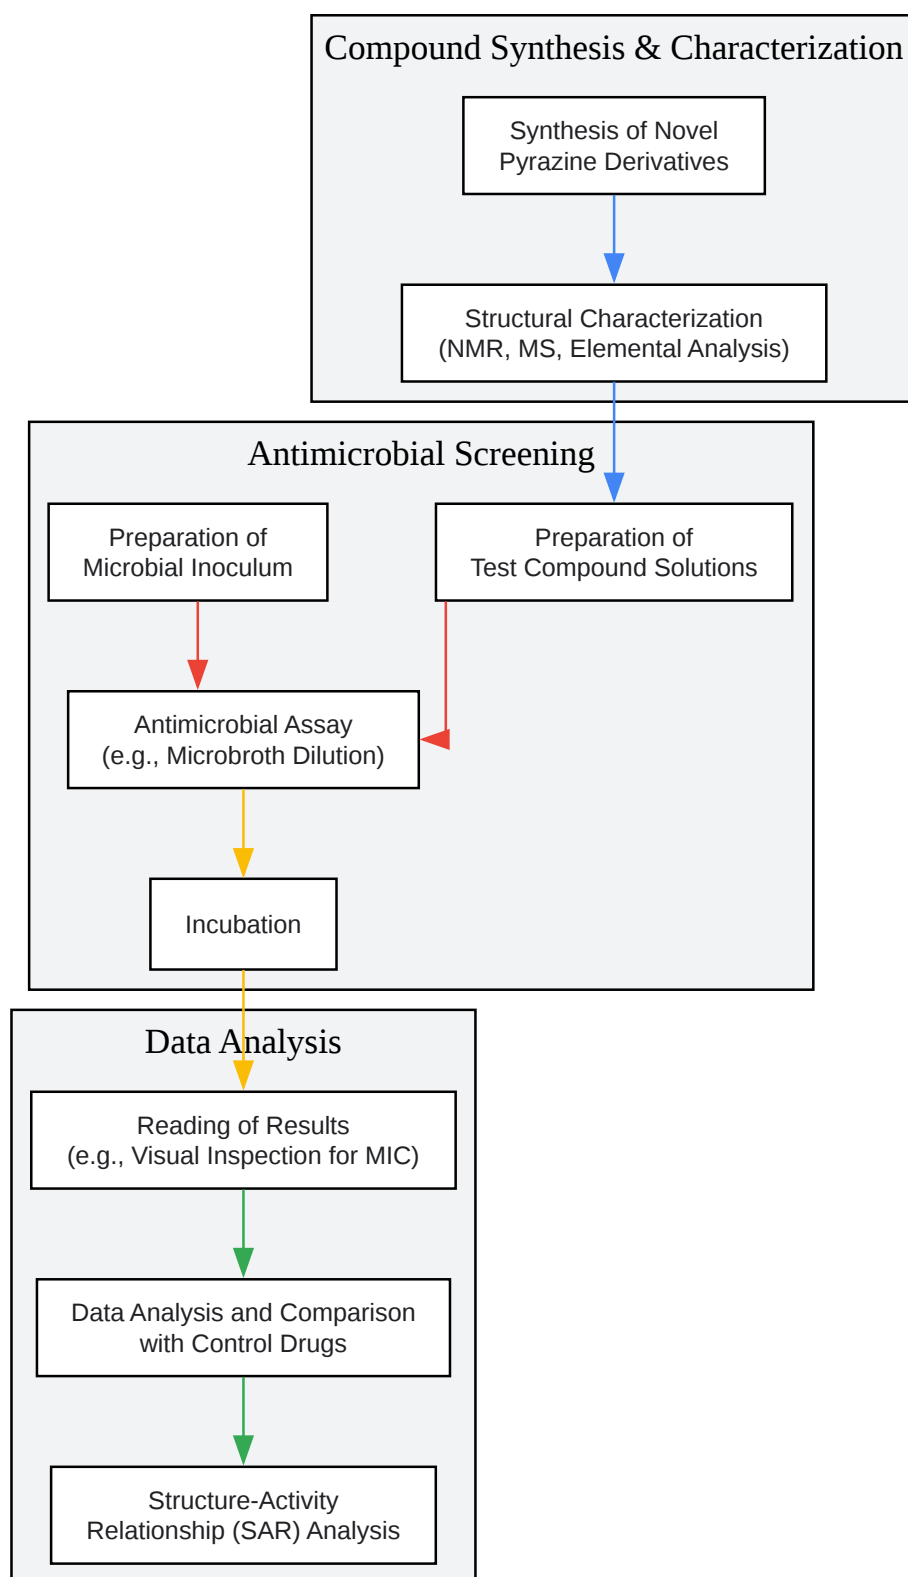 Compound Synthesis & Characterization
Synthesis of Novel
Pyrazine Derivatives
Structural Characterization
(NMR, MS, Elemental Analysis)
Antimicrobial Screening
Preparation of
Microbial Inoculum
Preparation of
Test Compound Solutions
Antimicrobial Assay
(e.g., Microbroth Dilution)
Incubation
Data Analysis
Reading of Results
(e.g., Visual Inspection for MIC)
Data Analysis and Comparison
with Control Drugs
Structure-Activity
Relationship (SAR) Analysis